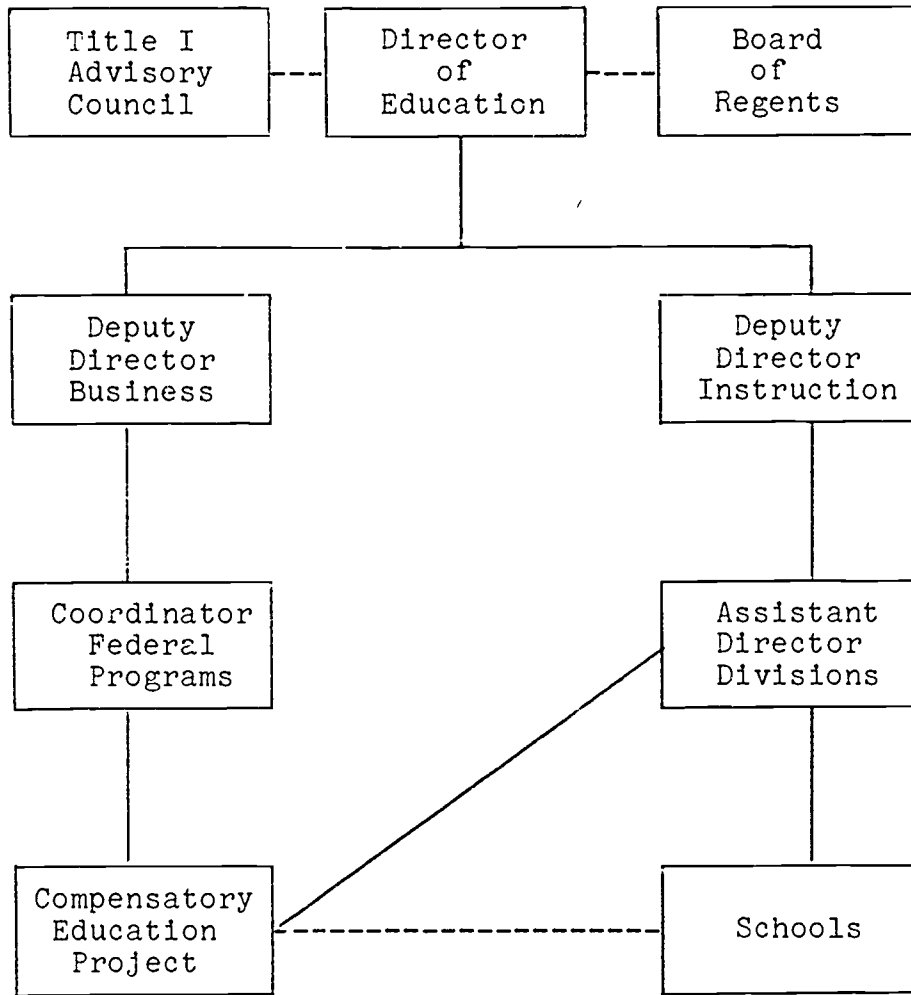 Title I
Advisory
Council
Director
of
Education
Board
of
Regents
Deputy
Director
Business
Deputy
Director
Instruction
Coordinator
Federal
Programs
Assistant
Director
Divisions
Compensatory
Education
Project
Schools